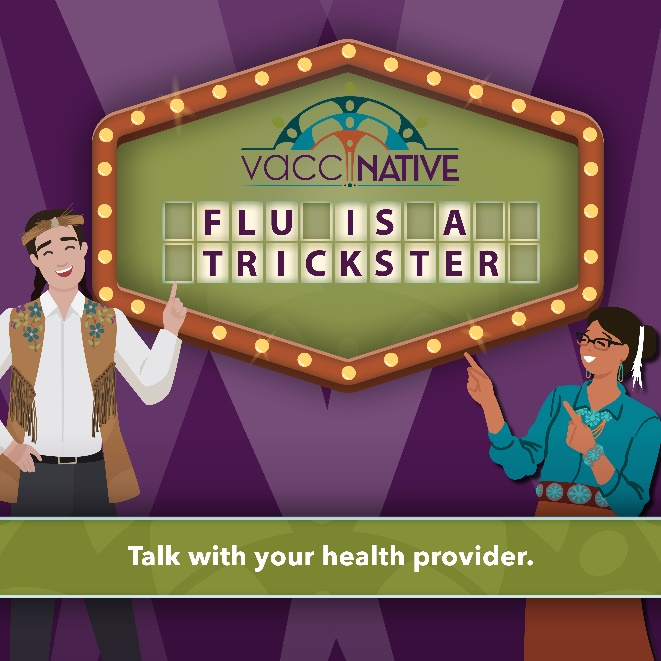 vaccINATIVE
FLU IS A
TRICKSTER
Talk with your health provider.